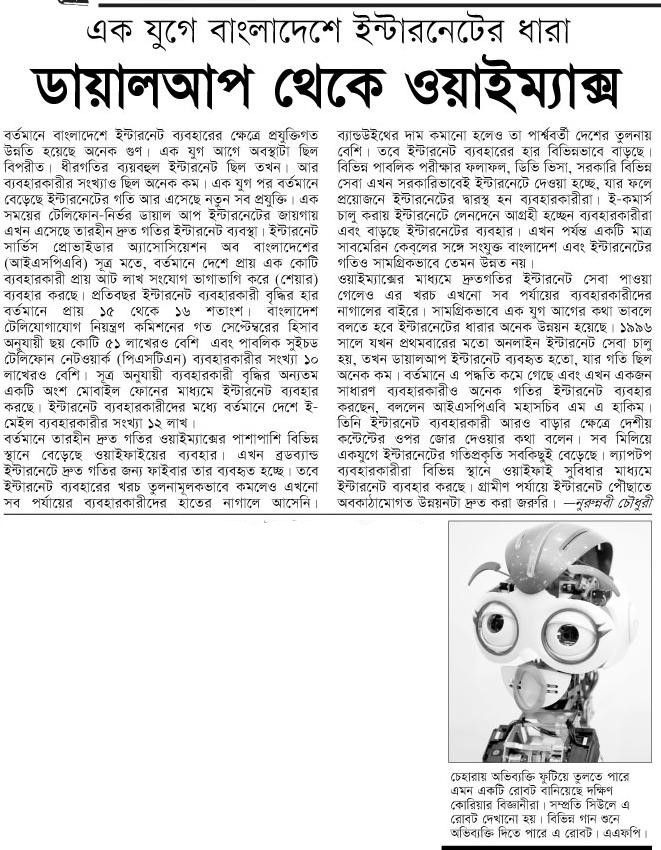 এক যুগে বাংলাদেশে ইন্টারনেটের ধারা
ডায়ালআপ থেকে ওয়াইম্যাক্স
বর্তমানে বাংলাদেশে ইন্টারনেট ব্যবহারের ক্ষেত্রে প্রযুক্তিগত
উন্নতি হয়েছে অনেক গুণ। এক যুগ আগে অবস্থাটা ছিল
বিপরীত। ধীরগতির ব্যয়বহুল ইন্টারনেট ছিল তখন। আর
ব্যবহারকারীর সংখ্যাও ছিল অনেক কম। এক যুগ পর বর্তমানে
বেড়েছে ইন্টারনেটের গতি আর এসেছে নতুন সব প্রযুক্তি। এক
সময়ের টেলিফোন-নির্ভর ডায়াল আপ ইন্টারনেটের জায়গায়
এখন এসেছে তারহীন দ্রুত গতির ইন্টারনেট ব্যবস্থা। ইন্টারনেট
সার্ভিস প্রোভাইডার অ্যাসোসিয়েশন অব বাংলাদেশের
(আইএসপিএবি) সূত্র মতে, বর্তমানে দেশে প্রায় এক কোটি
ব্যবহারকারী প্রায় আট লাখ সংযোগ ভাগাভাগি করে (শেয়ার)
ব্যবহার করছে। প্রতিবছর ইন্টারনেট ব্যবহারকারী বৃদ্ধির হার
বর্তমানে প্রায় ১৫ থেকে ১৬ শতাংশ। বাংলাদেশ
টেলিযোগাযোগ নিয়ন্ত্রণ কমিশনের গত সেপ্টেম্বরের হিসাব
অনুযায়ী ছয় কোটি ৫১ লাখেরও বেশি এবং পাবলিক সুইচড
টেলিফোন নেটওয়ার্ক (পিএসটিএন) ব্যবহারকারীর সংখ্যা ১০
লাখেরও বেশি। সূত্র অনুযায়ী ব্যবহারকারী বৃদ্ধির অন্যতম
একটি অংশ মোবাইল ফোনের মাধ্যমে ইন্টারনেট ব্যবহার
করছে। ইন্টারনেট ব্যবহারকারীদের মধ্যে বর্তমানে দেশে ই-
মেইল ব্যবহারকারীর সংখ্যা ১২ লাখ।
বর্তমানে তারহীন দ্রুত গতির ওয়াইম্যাক্সের পাশাপাশি বিভিন্ন
স্থানে বেড়েছে ওয়াইফাইয়ের ব্যবহার। এখন ব্রডব্যান্ড
ইন্টারনেটে দ্রুত গতির জন্য ফাইবার তার ব্যবহৃত হচ্ছে। তবে
ইন্টারনেট ব্যবহারের খরচ তুলনামূলকভাবে কমলেও এখনো
সব পর্যায়ের ব্যবহারকারীদের হাতের নাগালে আসেনি।
ব্যান্ডউইথের দাম কমানো হলেও তা পার্শ্ববর্তী দেশের তুলনায়
বেশি। তবে ইন্টারনেট ব্যবহারের হার বিভিন্নভাবে বাড়ছে।
বিভিন্ন পাবলিক পরীক্ষার ফলাফল, ডিভি ভিসা, সরকারি বিভিন্ন
সেবা এখন সরকারিভাবেই ইন্টারনেটে দেওয়া হচ্ছে, যার ফলে
প্রয়োজনে ইন্টারনেটের দ্বারস্থ হন ব্যবহারকারীরা। ই-কমার্স
চালু করায় ইন্টারনেট লেনদেনে আগ্রহী হচ্ছেন ব্যবহারকারীরা
এবং বাড়ছে ইন্টারনেটের ব্যবহার। এখন পর্যন্ত একটি মাত্র
সাবমেরিন কেব্‌লের সঙ্গে সংযুক্ত বাংলাদেশ এবং ইন্টারনেটের
গতিও সামগ্রিকভাবে তেমন উন্নত নয়।
ওয়াইম্যাক্সের মাধ্যমে দ্রুতগতির ইন্টারনেট সেবা পাওয়া
গেলেও এর খরচ এখনো সব পর্যায়ের ব্যবহারকারীদের
নাগালের বাইরে। সামগ্রিকভাবে এক যুগ আগের কথা ভাবলে
বলতে হবে ইন্টারনেটের ধারার অনেক উন্নয়ন হয়েছে। ১৯৯৬
সালে যখন প্রথমবারের মতো অনলাইন ইন্টারনেট সেবা চালু
হয়, তখন ডায়ালআপ ইন্টারনেট ব্যবহৃত হতো, যার গতি ছিল
অনেক কম। বর্তমানে এ পদ্ধতি কমে গেছে এবং এখন একজন
সাধারণ ব্যবহারকারীও অনেক গতির ইন্টারনেট ব্যবহার
করছেন, বললেন আইএসপিএবি মহাসচিব এম এ হাকিম।
তিনি ইন্টারনেট ব্যবহারকারী আরও বাড়ার ক্ষেত্রে দেশীয়
কন্টেন্টের ওপর জোর দেওয়ার কথা বলেন। সব মিলিয়ে
একযুগে ইন্টারনেটের গতিপ্রকৃতি সবকিছুই বেড়েছে। ল্যাপটপ
ব্যবহারকারীরা বিভিন্ন স্থানে ওয়াইফাই সুবিধার মাধ্যমে
ইন্টারনেট ব্যবহার করছে। গ্রামীণ পর্যায়ে ইন্টারনেট পৌছাতে
অবকাঠামোগত উন্নয়নটা দ্রুত করা জরুরি। —নুরুন্নবী চৌধুরী
চেহারায় অভিব্যক্তি ফুটিয়ে তুলতে পারে
এমন একটি রোবট বানিয়েছে দক্ষিণ
কোরিয়ার বিজ্ঞানীরা। সম্প্রতি সিউলে এ
রোবট দেখানো হয়। বিভিন্ন গান শুনে
অভিব্যক্তি দিতে পারে এ রোবট। এএফপি।